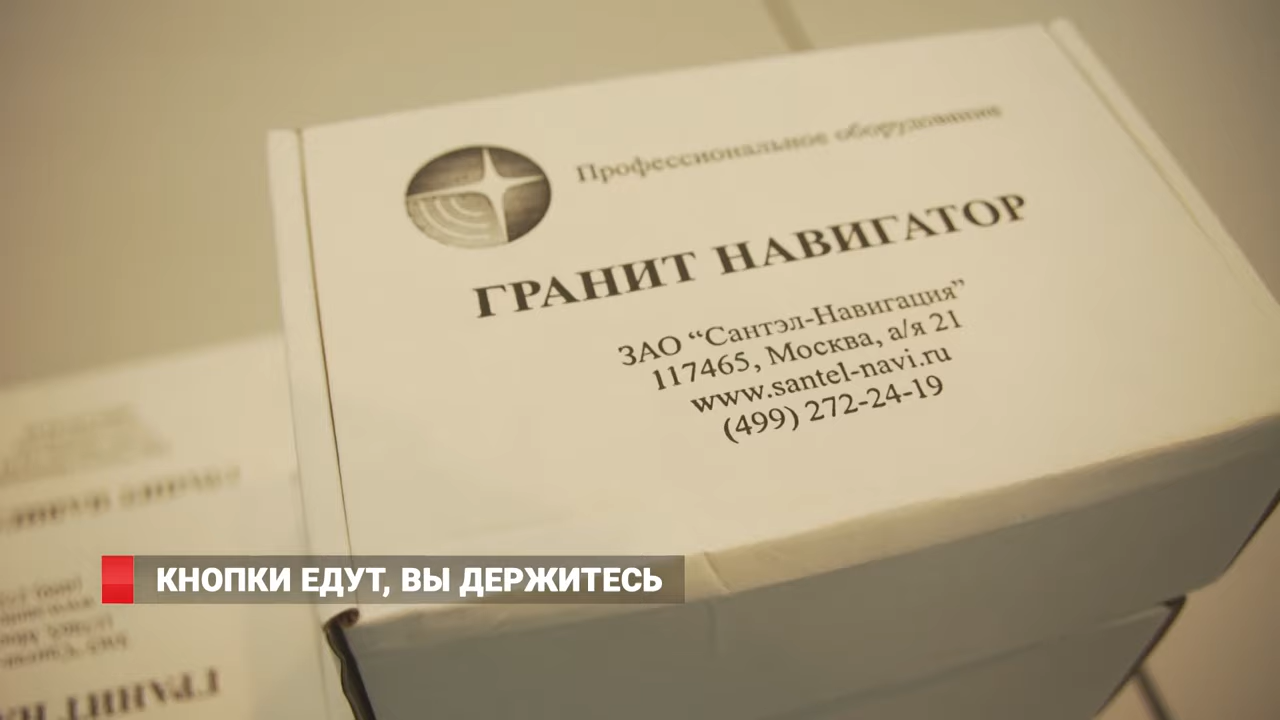 Профессиональное оборудование
ГРАНИТ НАВИГАТОР
ЗАО “Сантэл-Навигация”
117465, Москва, а/я 21
www.santel-navi.ru
(499) 272-24-19
КНОПКИ ЕДУТ, ВЫ ДЕРЖИТЕСЬ